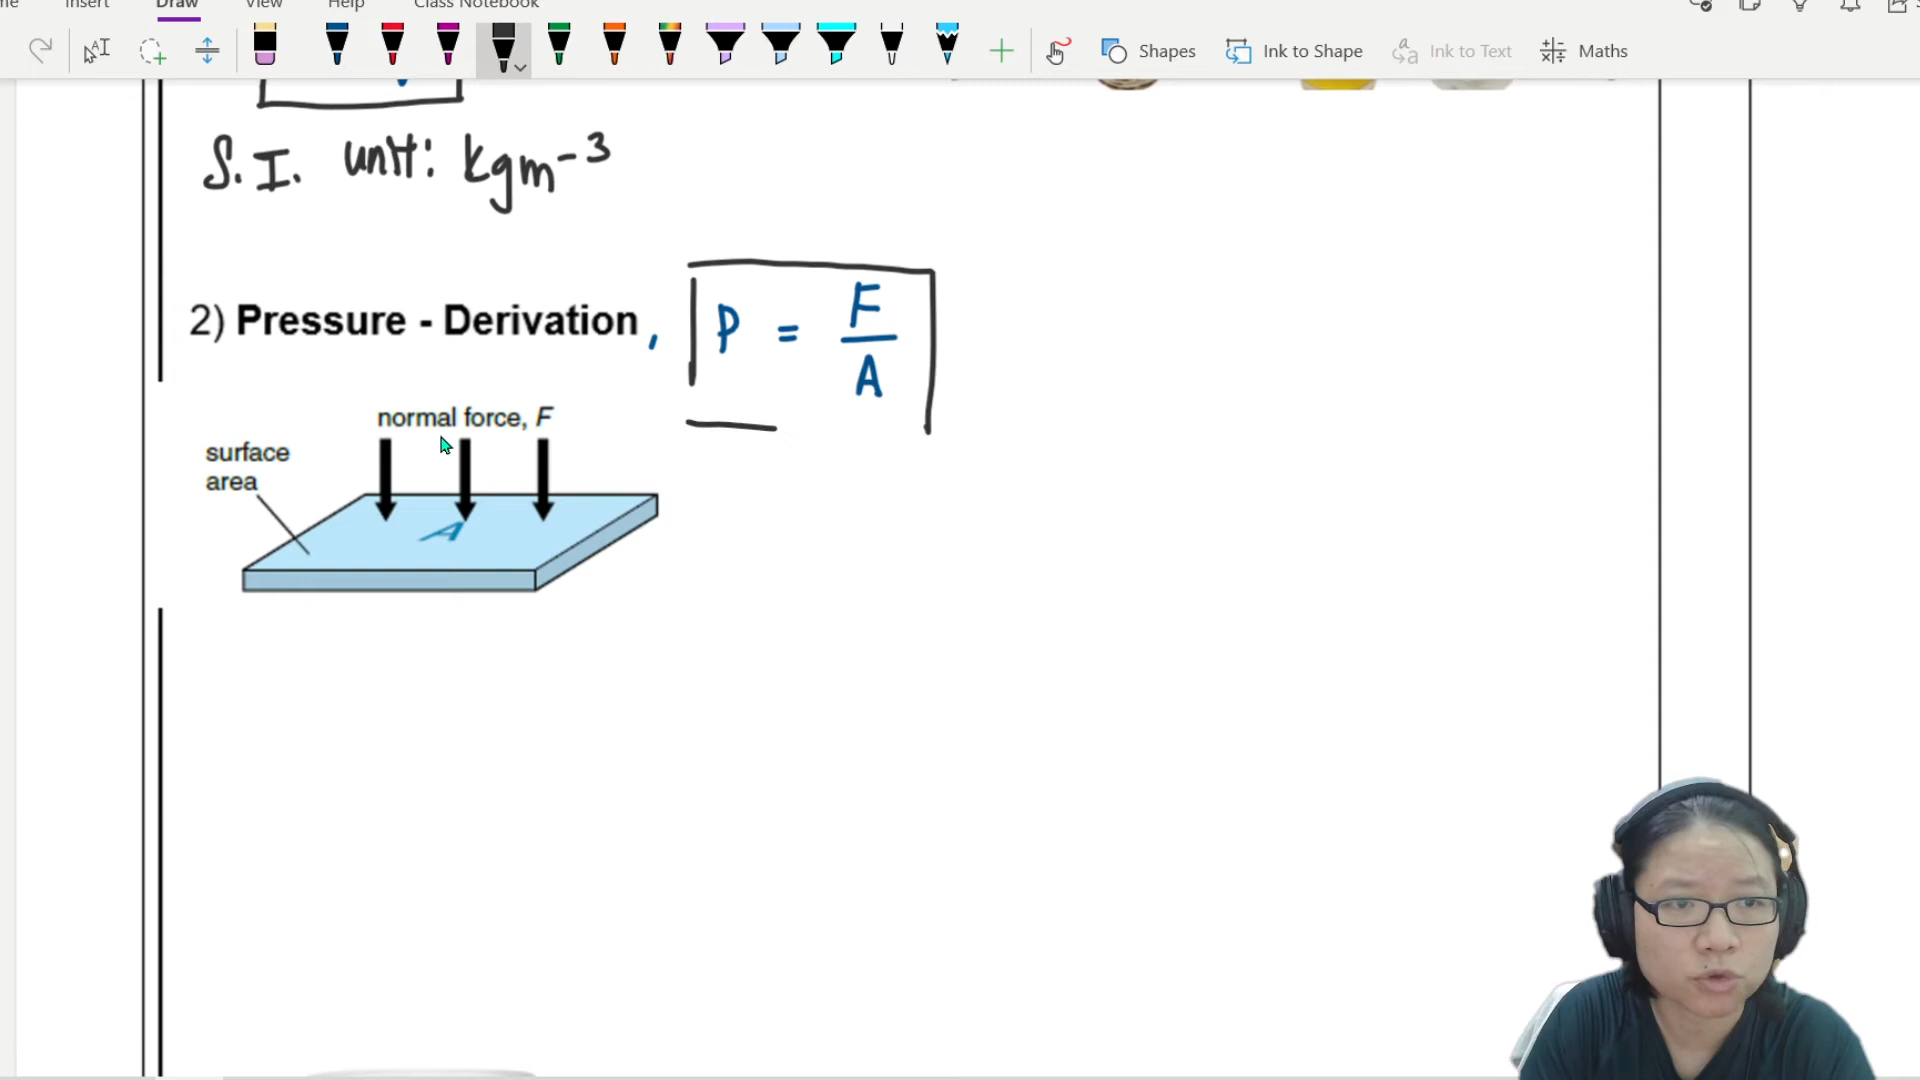 Insert Draw View Help Class Notebook
Shapes Ink to Shape Ink to Text Maths
S.I. unit: kgm-3
2) Pressure - Derivation, P = F/A
normal force, F
surface
area
A